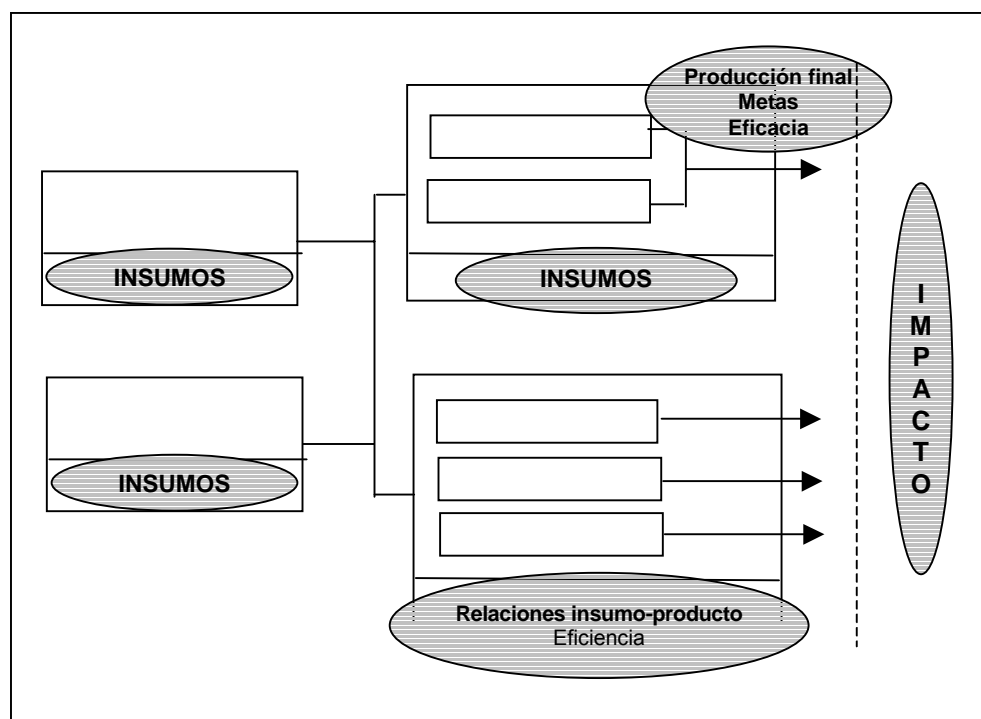 Producción final
Metas
Eficacia
INSUMOS
INSUMOS
INSUMOS
Relaciones insumo-producto
Eficiencia
I
M
P
A
C
T
O